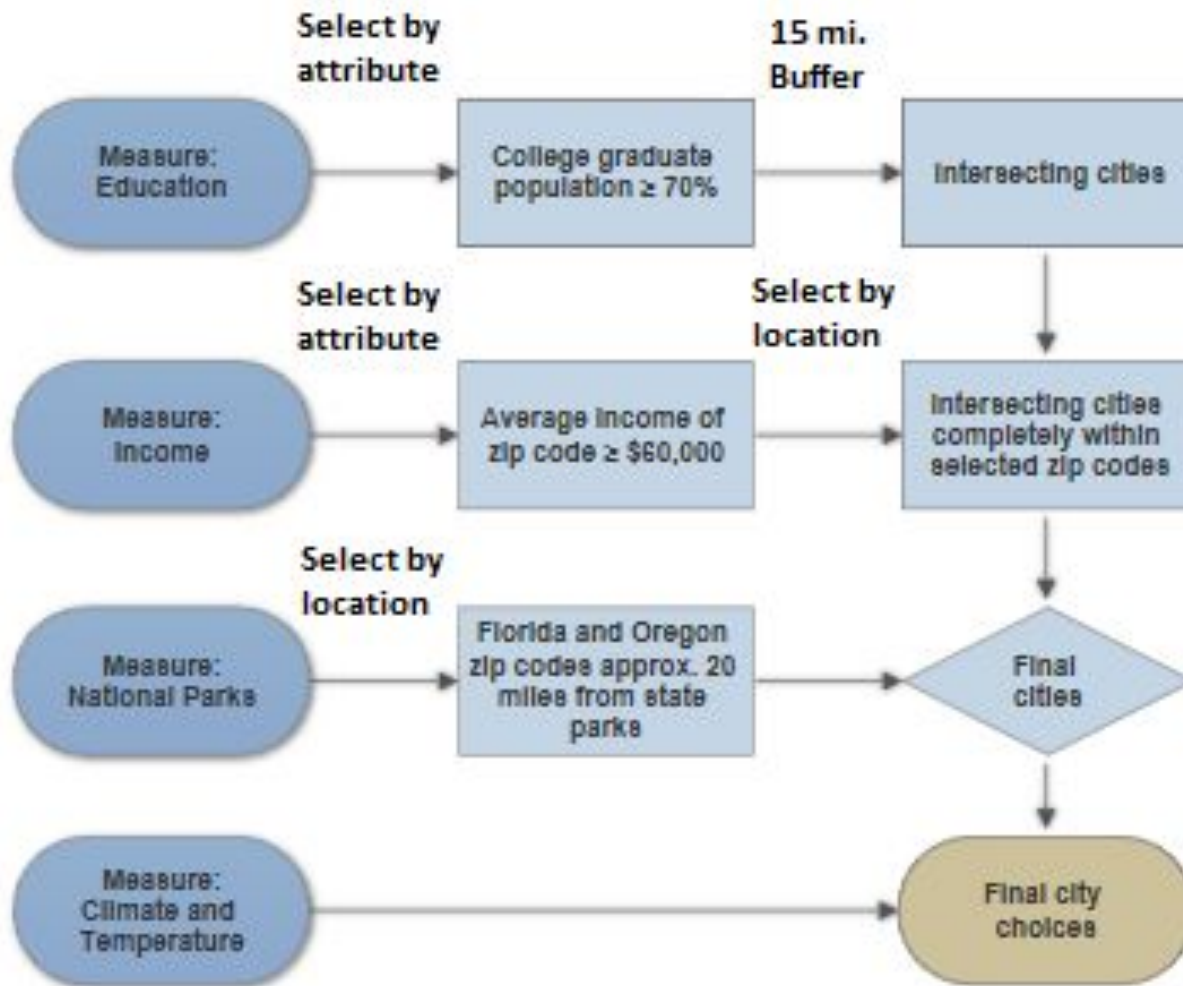 Select by
attribute
15 mi.
Buffer
Measure:
Education
College graduate
population ≥ 70%
Intersecting cities
Select by
attribute
Select by
location
Measure:
Income
Average Income of
zip code ≥ $60,000
Intersecting cities
completely within
selected zip codes
Select by
location
Measure:
National Parks
Florida and Oregon
zip codes approx. 20
miles from state
parks
Final
cities
Measure:
Climate and
Temperature
Final city
choices